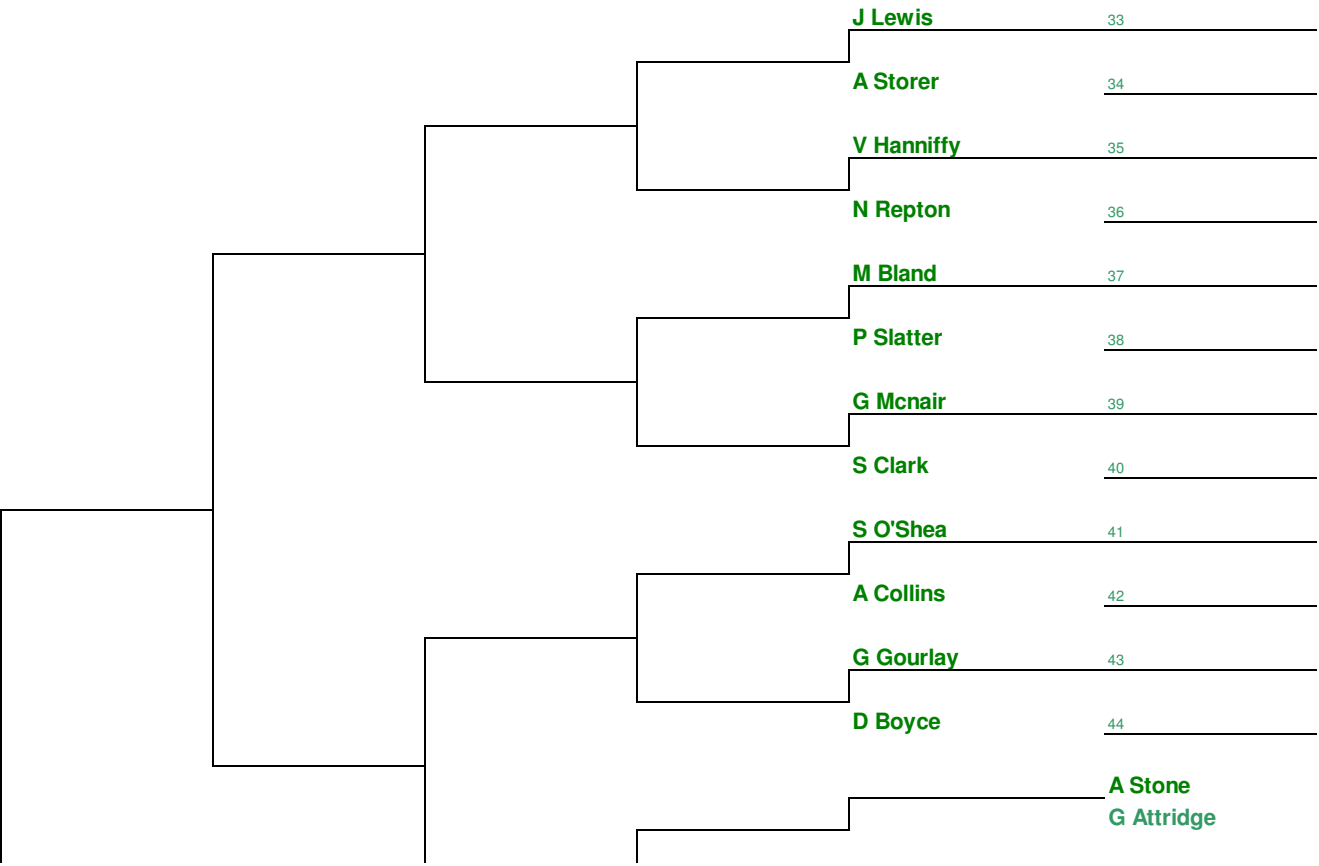 J Lewis 33
A Storer 34
V Hanniffy 35
N Repton 36
M Bland 37
P Slatter 38
G Mcnair 39
S Clark 40
S O'Shea 41
A Collins 42
G Gourlay 43
D Boyce 44
A Stone
G Attridge